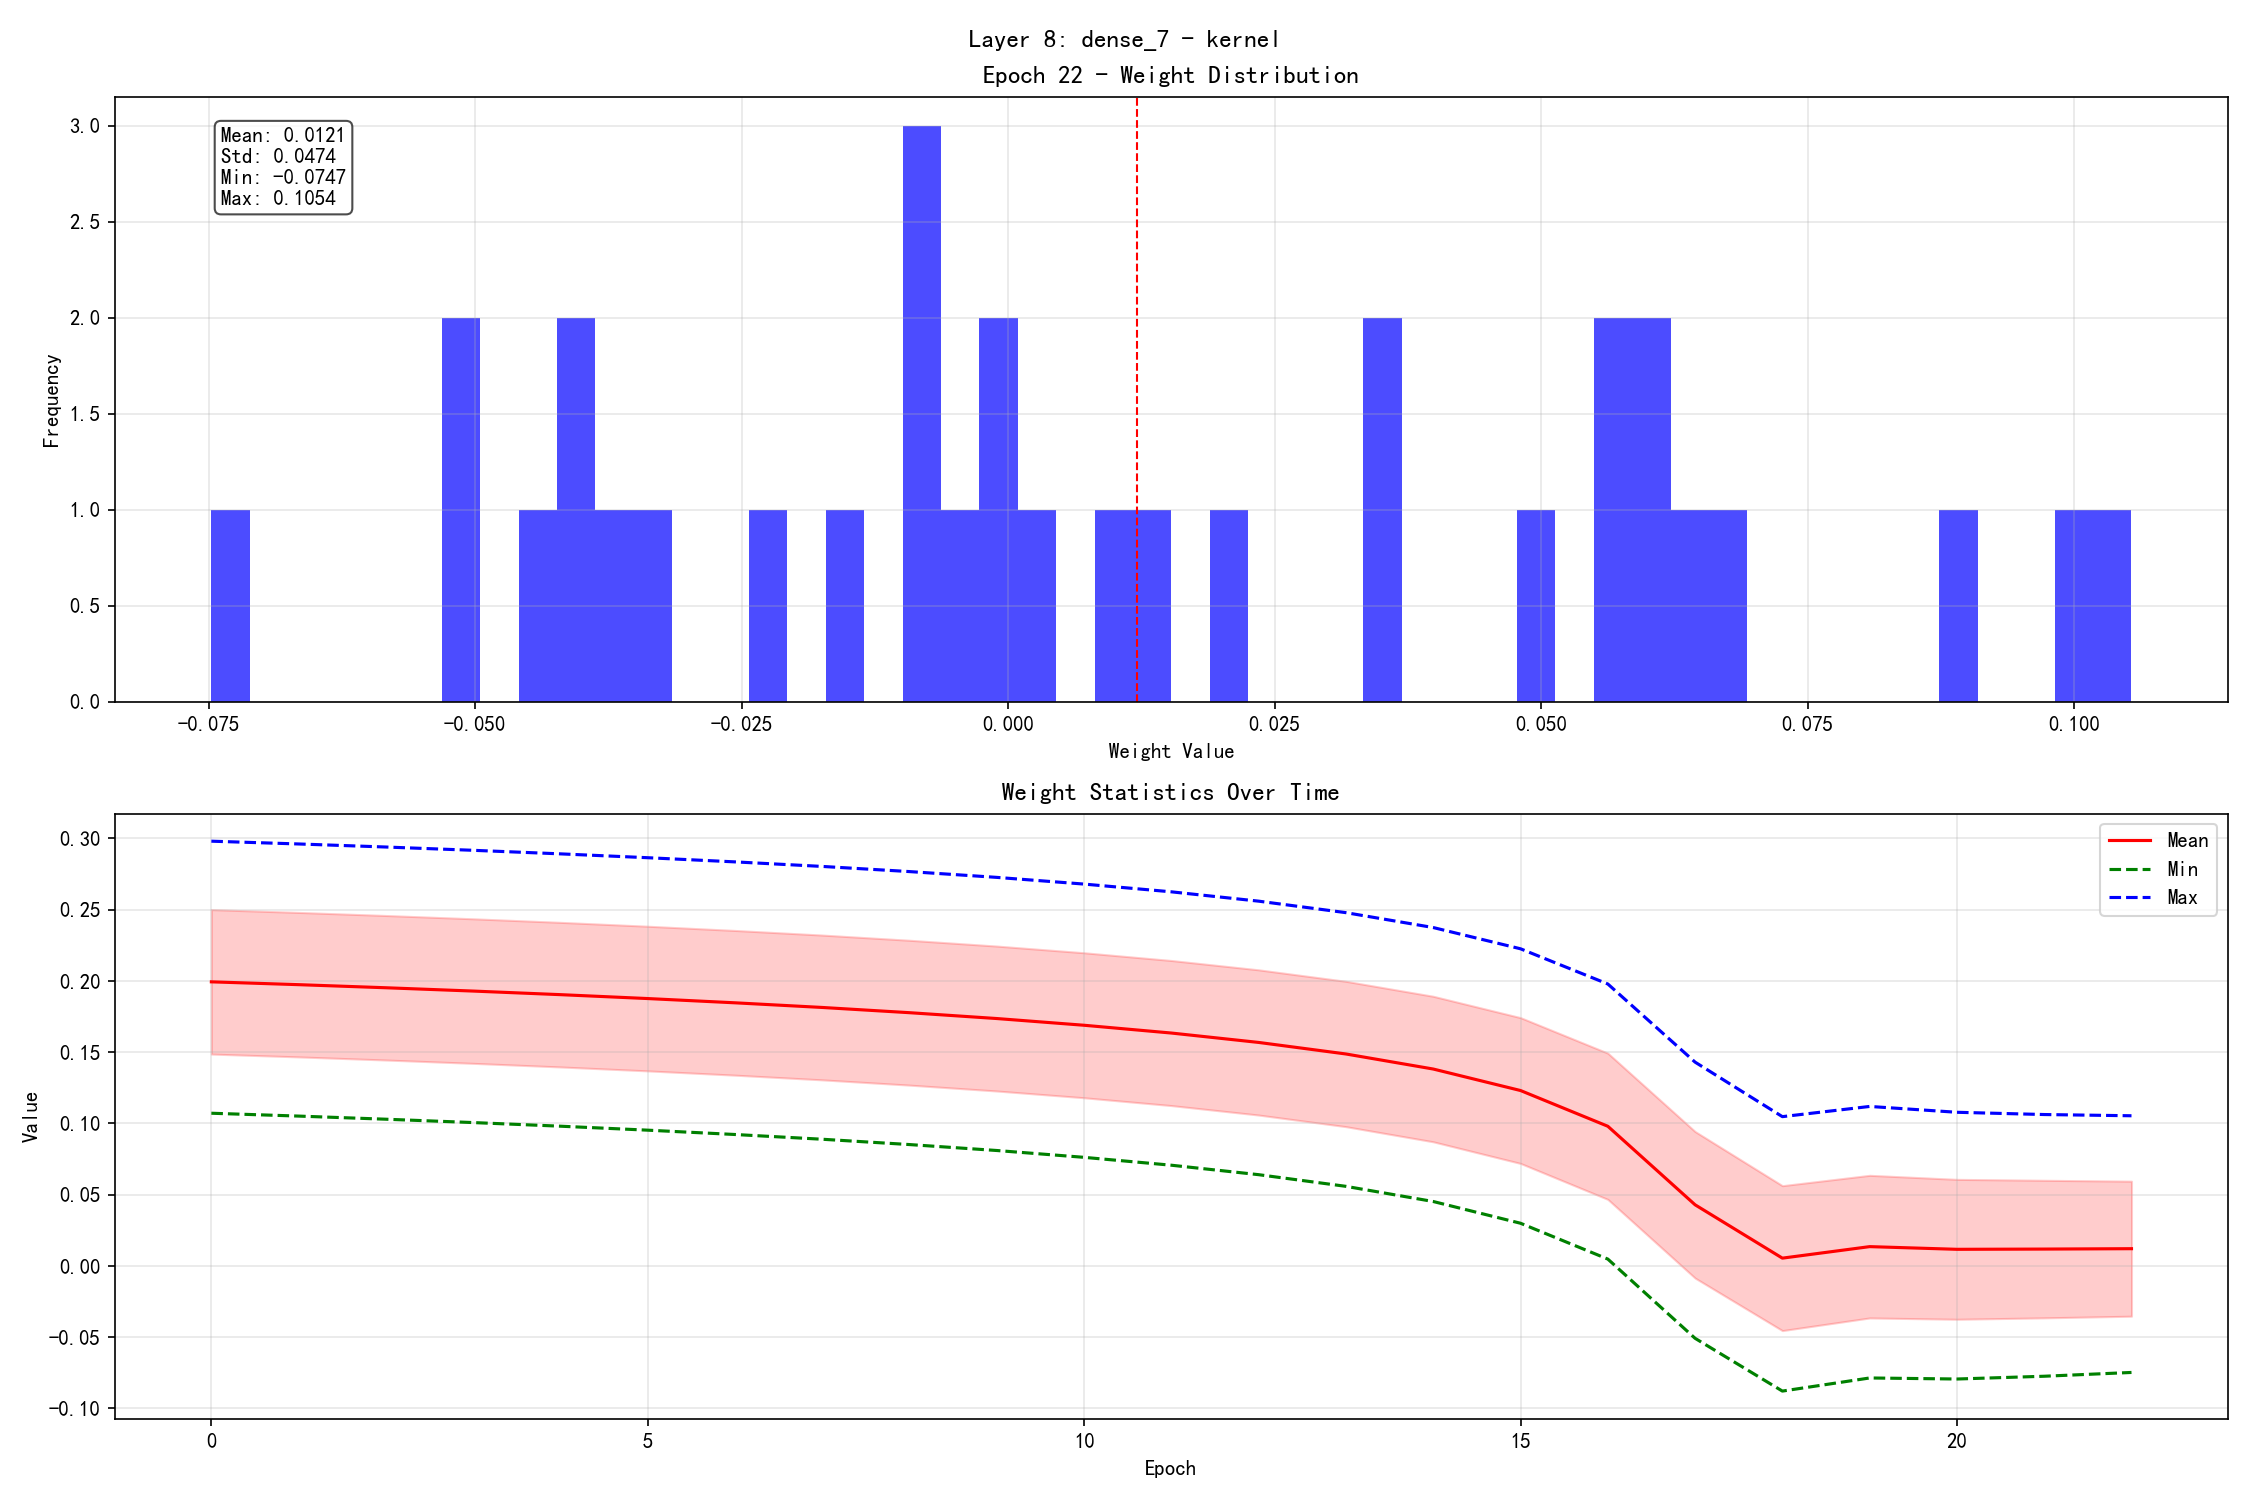 Layer 8: dense_7 - kernel
Epoch 22 - Weight Distribution
Mean: 0.0121
Std: 0.0474
Min: -0.0747
Max: 0.1054
Frequency
3.0
2.5
2.0
1.5
1.0
0.5
0.0
-0.075 -0.050 -0.025 0.000 0.025 0.050 0.075 0.100
Weight Value
Weight Statistics Over Time
Mean
Min
Max
Value
0.30
0.25
0.20
0.15
0.10
0.05
0.00
-0.05
-0.10
0 5 10 15 20
Epoch